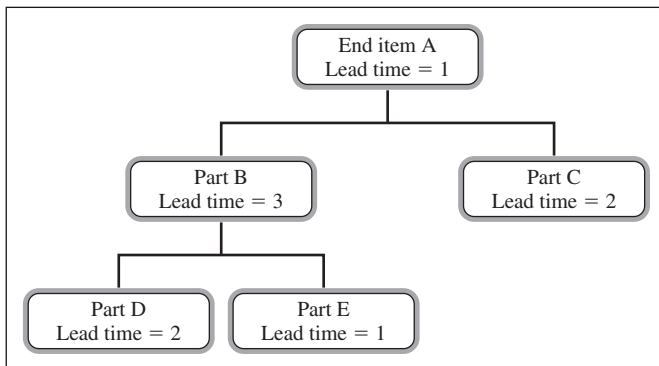 End item A
Lead time = 1
Part B
Lead time = 3
Part C
Lead time = 2
Part D
Lead time = 2
Part E
Lead time = 1